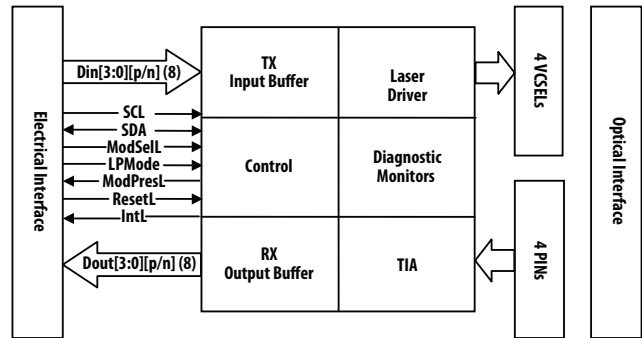 Electrical Interface
Din[3:0][p/n] (8)
SCL
SDA
ModSelL
LPMode
ModPresL
ResetL
IntL
Dout[3:0][p/n] (8)
TX
Input Buffer
Laser
Driver
Control
Diagnostic
Monitors
RX
Output Buffer
TIA
4 VCSELs
4 PINs
Optical Interface